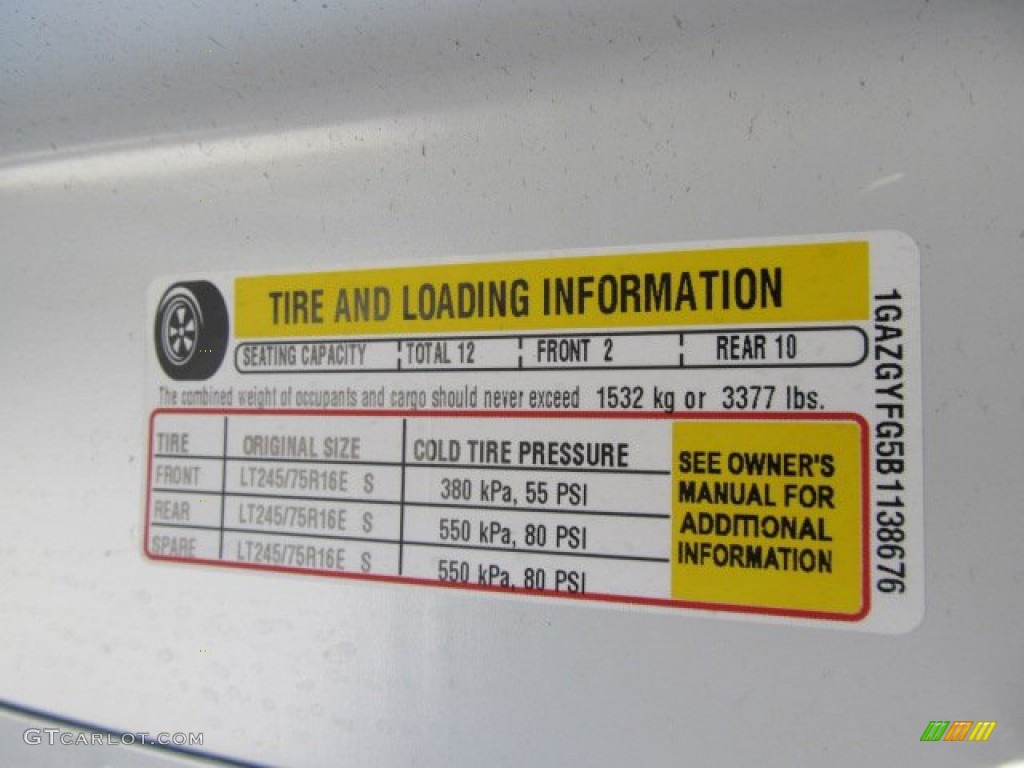 TIRE AND LOADING INFORMATION
SEATING CAPACITY TOTAL 12 FRONT 2 REAR 10
The combined weight of occupants and cargo should never exceed 1532 kg or 3377 lbs.
TIRE ORIGINAL SIZE COLD TIRE PRESSURE
FRONT LT245/75R16E S 380 kPa, 55 PSI
REAR LT245/75R16E S 550 kPa, 80 PSI
SPARE LT245/75R16E S 550 kPa, 80 PSI
SEE OWNER'S
MANUAL FOR
ADDITIONAL
INFORMATION
1GAZGYFG5B1138676
GTCARLOT.COM